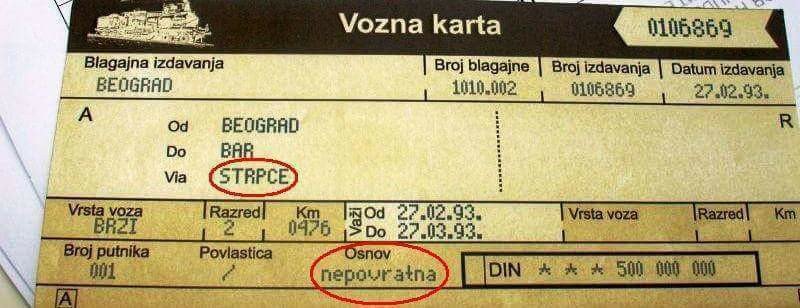 Vozna karta
0106869
Blagajna izdavanja Broj blagajne Broj izdavanja Datum izdavanja
BEOGRAD 1010.002 0106869 27.02.93.
A R
Od BEOGRAD
Do BAR
Via STRPCE
Vrsta voza Razred Km Važi Od 27.02.93. Vrsta voza Razred Km
BRZI 2 0476 Do 27.03.93.
Broj putnika Povlastica Osnov
001 / nepovratna DIN * * * 500 000 000
A